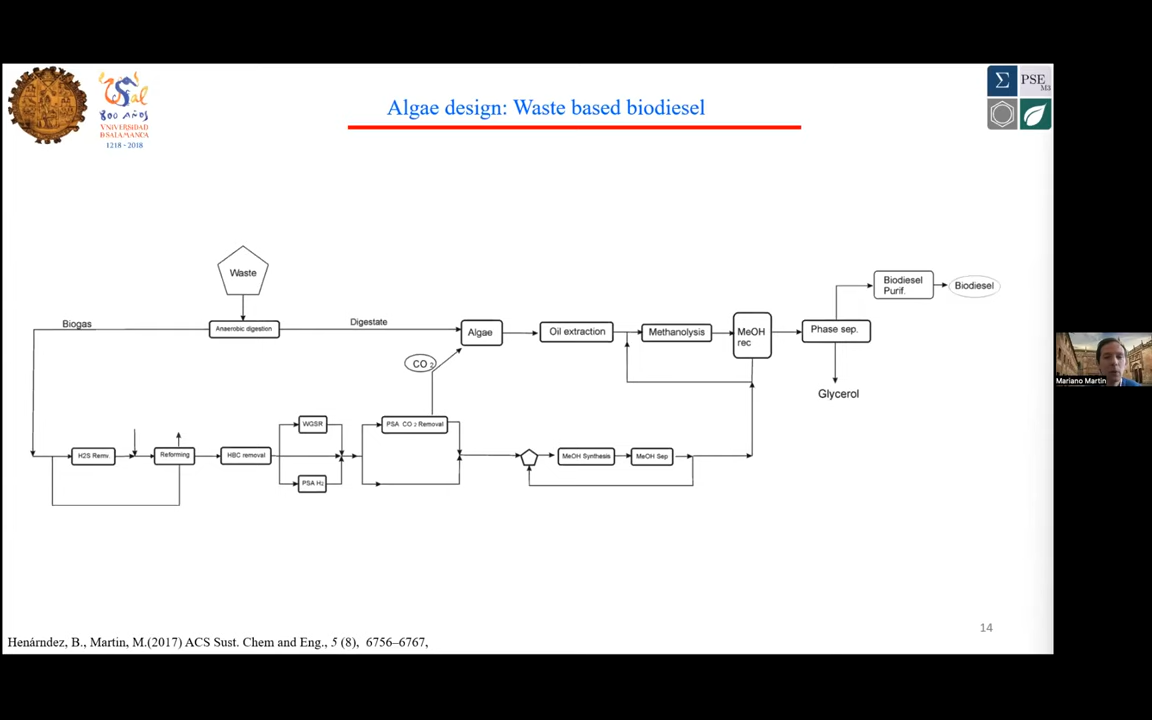 800 AÑOS
VNiVERSiDAD
D SALAMANCA
1218 - 2018
Algae design: Waste based biodiesel
Σ PSE
M3
Waste
Biogas
Anaerobic digestion
Digestate
Algae
Oil extraction
Methanolysis
MeOH
rec
Phase sep.
Biodiesel
Purif.
Biodiesel
CO 2
Glycerol
H2S Remv.
Reforming
HBC removal
WGSR
PSA H2
PSA CO 2 Removal
MeOH Synthesis
MeOH Sep
14
Henárndez, B., Martin, M.(2017) ACS Sust. Chem and Eng., 5 (8), 6756–6767,
Mariano Martin